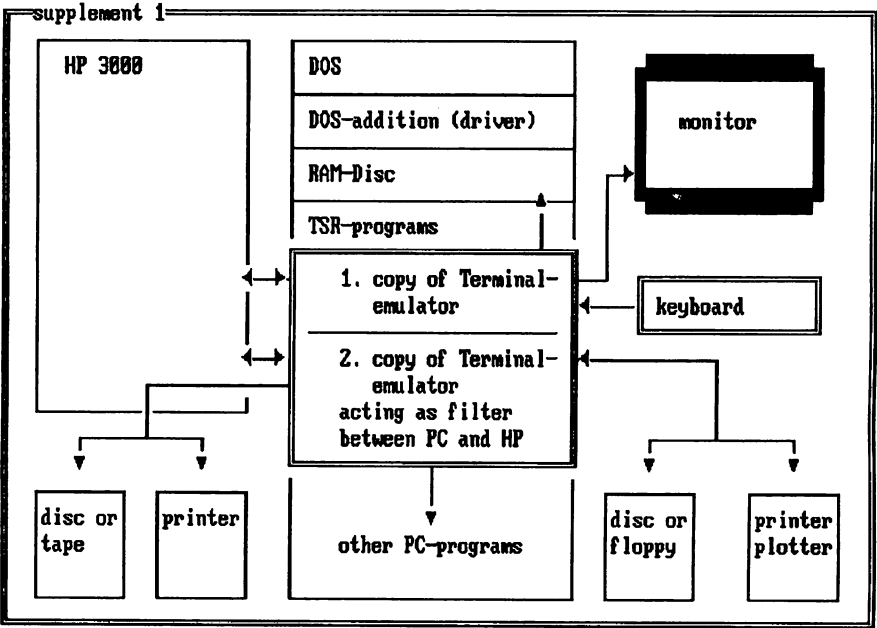 supplement 1
HP 3000
DOS
DOS-addition (driver)
RAM-Disc
TSR-programs
monitor
1. copy of Terminal-
emulator
keyboard
2. copy of Terminal-
emulator
acting as filter
between PC and HP
disc or
tape
printer
other PC-programs
disc or
floppy
printer
plotter